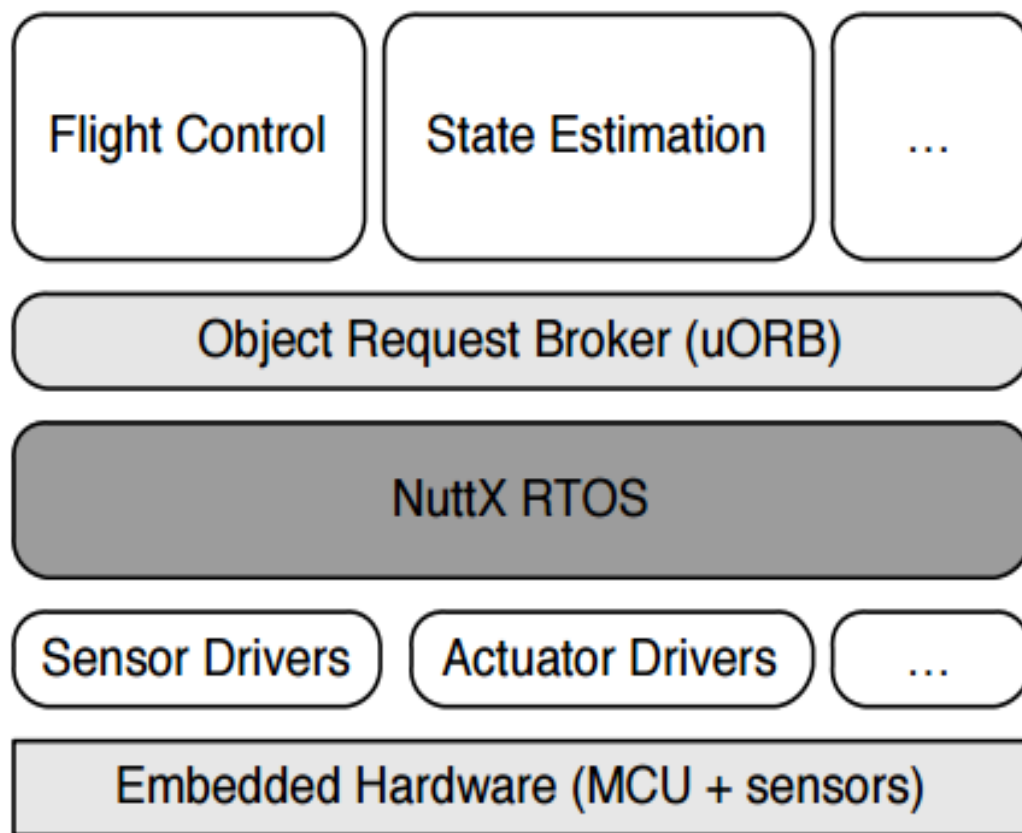 Flight Control
State Estimation
...
Object Request Broker (uORB)
NuttX RTOS
Sensor Drivers
Actuator Drivers
...
Embedded Hardware (MCU + sensors)